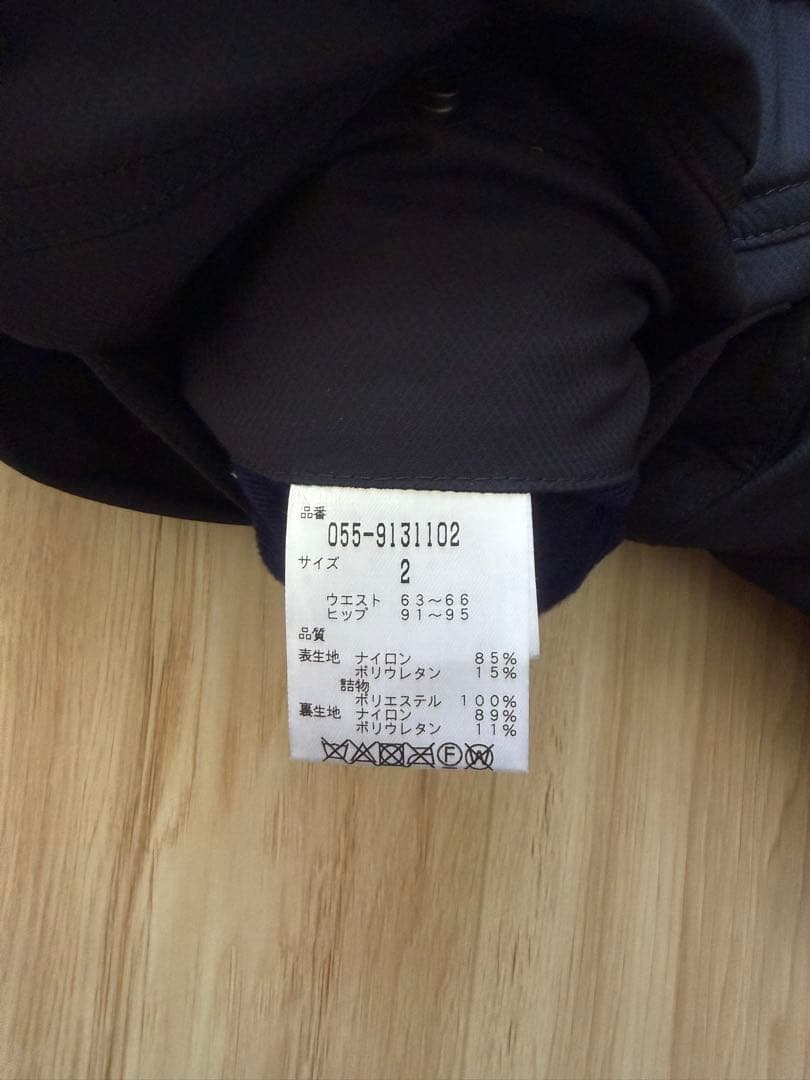 品番
055-9131102
サイズ
2
ウエスト 63～66
ヒップ 91～95
品質
表生地 ナイロン 85%
ポリウレタン 15%
詰物
ポリエステル 100%
裏生地 ナイロン 89%
ポリウレタン 11%
F W